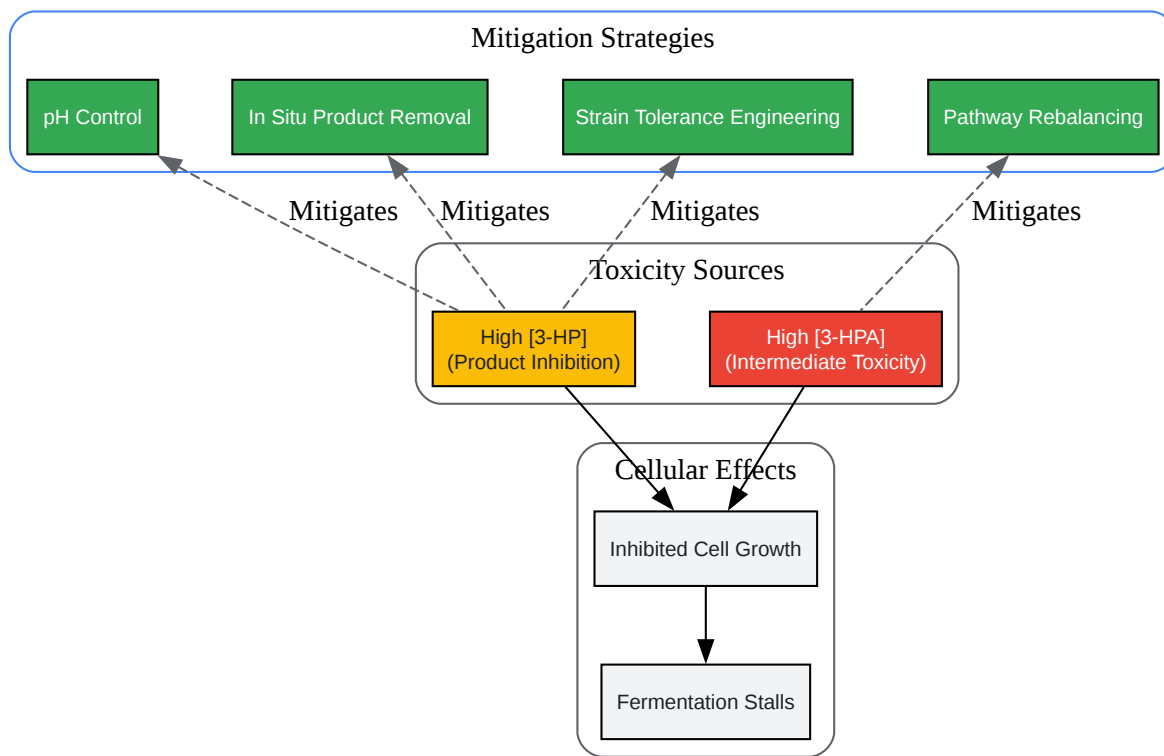 Mitigation Strategies
pH Control
In Situ Product Removal
Strain Tolerance Engineering
Pathway Rebalancing
Mitigates
Mitigates
Mitigates
Mitigates
Toxicity Sources
High [3-HP]
(Product Inhibition)
High [3-HPA]
(Intermediate Toxicity)
Cellular Effects
Inhibited Cell Growth
Fermentation Stalls